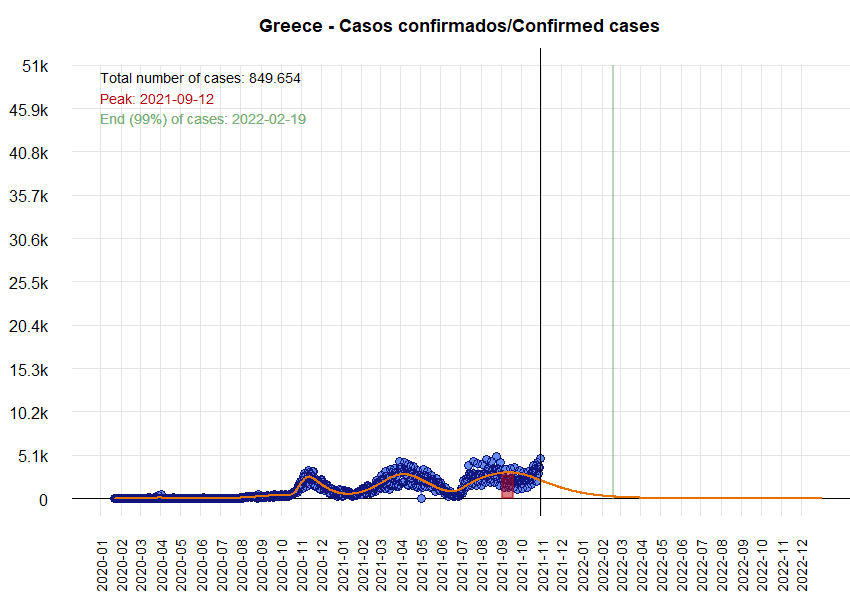 Greece - Casos confirmados/Confirmed cases
51k
45.9k
40.8k
35.7k
30.6k
25.5k
20.4k
15.3k
10.2k
5.1k
0
Total number of cases: 849.654
Peak: 2021-09-12
End (99%) of cases: 2022-02-19
2020-01
2020-02
2020-03
2020-04
2020-05
2020-06
2020-07
2020-08
2020-09
2020-10
2020-11
2020-12
2021-01
2021-02
2021-03
2021-04
2021-05
2021-06
2021-07
2021-08
2021-09
2021-10
2021-11
2021-12
2022-01
2022-02
2022-03
2022-04
2022-05
2022-06
2022-07
2022-08
2022-09
2022-10
2022-11
2022-12